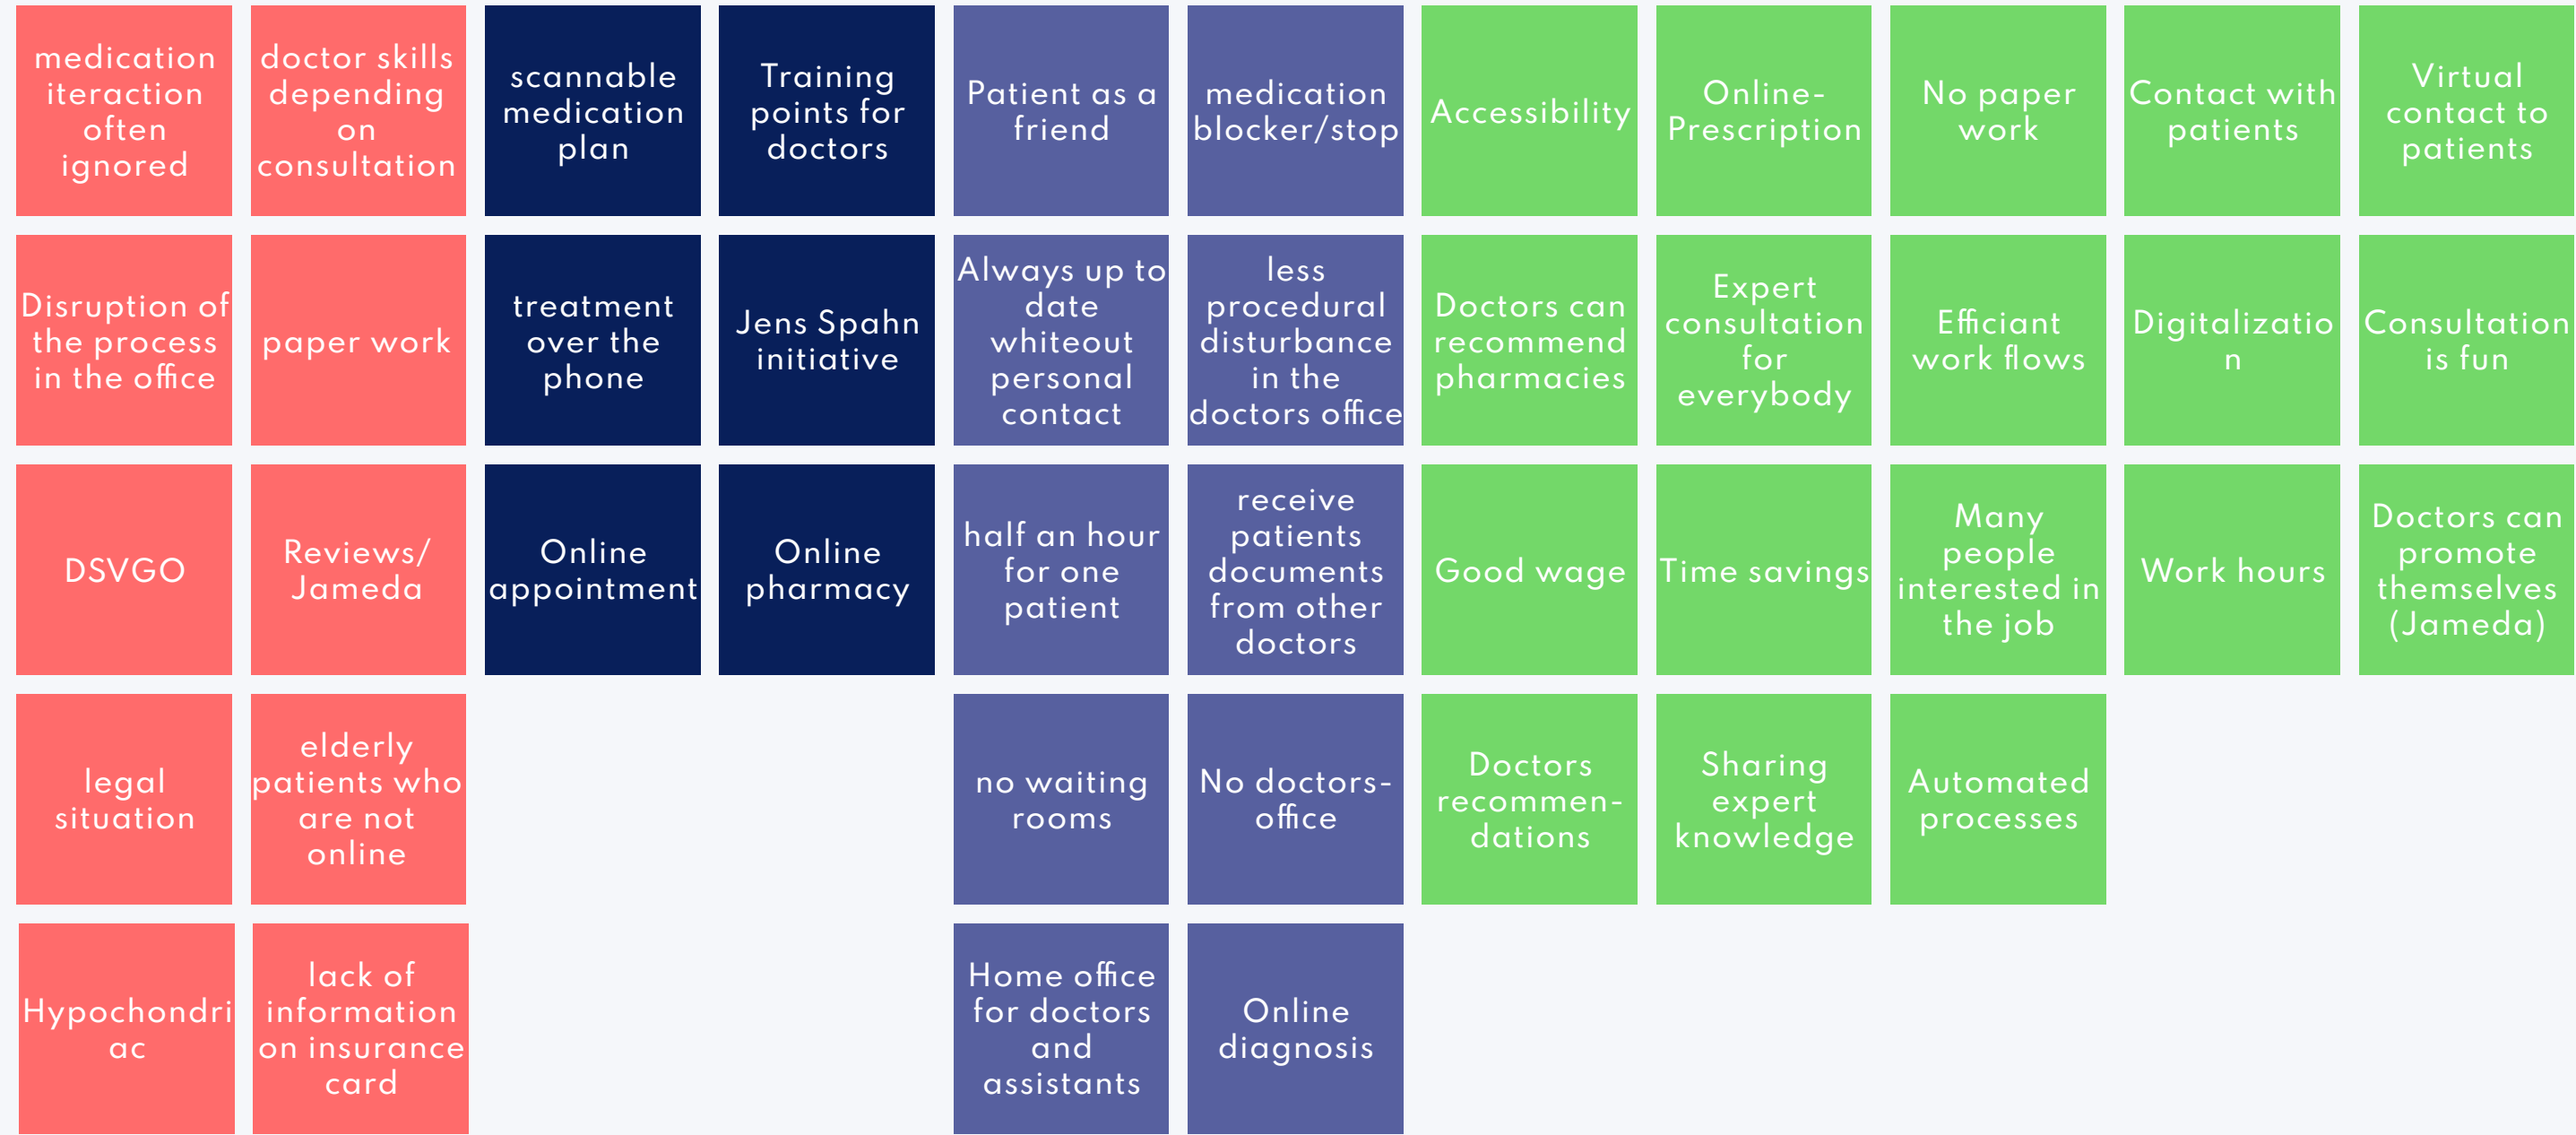 medication
iteraction
often
ignored
doctor skills
depending
on
consultation
scannable
medication
plan
Training
points for
doctors
Patient as a
friend
medication
blocker/stop
Accessibility
Online-
Prescription
No paper
work
Contact with
patients
Virtual
contact to
patients
Disruption of
the process
in the office
paper work
treatment
over the
phone
Jens Spahn
initiative
Always up to
date
whiteout
personal
contact
less
procedural
disturbance
in the
doctors office
Doctors can
recommend
pharmacies
Expert
consultation
for
everybody
Efficiant
work flows
Digitalizatio
n
Consultation
is fun
DSVGO
Reviews/
Jameda
Online
appointment
Online
pharmacy
half an hour
for one
patient
receive
patients
documents
from other
doctors
Good wage
Time savings
Many
people
interested in
the job
Work hours
Doctors can
promote
themselves
(Jameda)
legal
situation
elderly
patients who
are not
online
no waiting
rooms
No doctors-
office
Doctors
recommen-
dations
Sharing
expert
knowledge
Automated
processes
Hypochondri
ac
lack of
information
on insurance
card
Home office
for doctors
and
assistants
Online
diagnosis